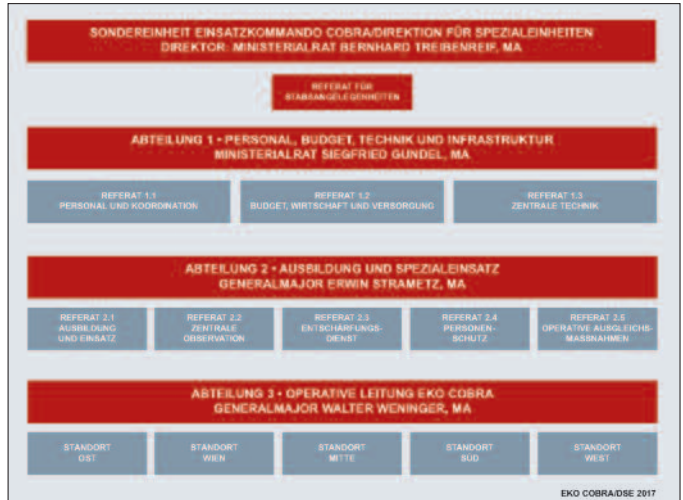 SONDEREINHEIT EINSATZKOMMANDO COBRA/DIREKTION FÜR SPEZIALEINHEITEN
DIREKTOR: MINISTERIALRAT BERNHARD TREIBENREIF, MA
REFERAT FÜR
STABSANGELEGENHEITEN
ABTEILUNG 1 • PERSONAL, BUDGET, TECHNIK UND INFRASTRUKTUR
MINISTERIALRAT SIEGFRIED GUNDEL, MA
REFERAT 1.1
PERSONAL UND KOORDINATION
REFERAT 1.2
BUDGET, WIRTSCHAFT UND VERSORGUNG
REFERAT 1.3
ZENTRALE TECHNIK
ABTEILUNG 2 • AUSBILDUNG UND SPEZIALEINSATZ
GENERALMAJOR ERWIN STRAMETZ, MA
REFERAT 2.1
AUSBILDUNG
UND EINSATZ
REFERAT 2.2
ZENTRALE
OBSERVATION
REFERAT 2.3
ENTSCHÄRFUNGS-
DIENST
REFERAT 2.4
PERSONEN-
SCHUTZ
REFERAT 2.5
OPERATIVE AUSGLEICHS-
MASSNAHMEN
ABTEILUNG 3 • OPERATIVE LEITUNG EKO COBRA
GENERALMAJOR WALTER WENINGER, MA
STANDORT
OST
STANDORT
WIEN
STANDORT
MITTE
STANDORT
SÜD
STANDORT
WEST
EKO COBRA/DSE 2017